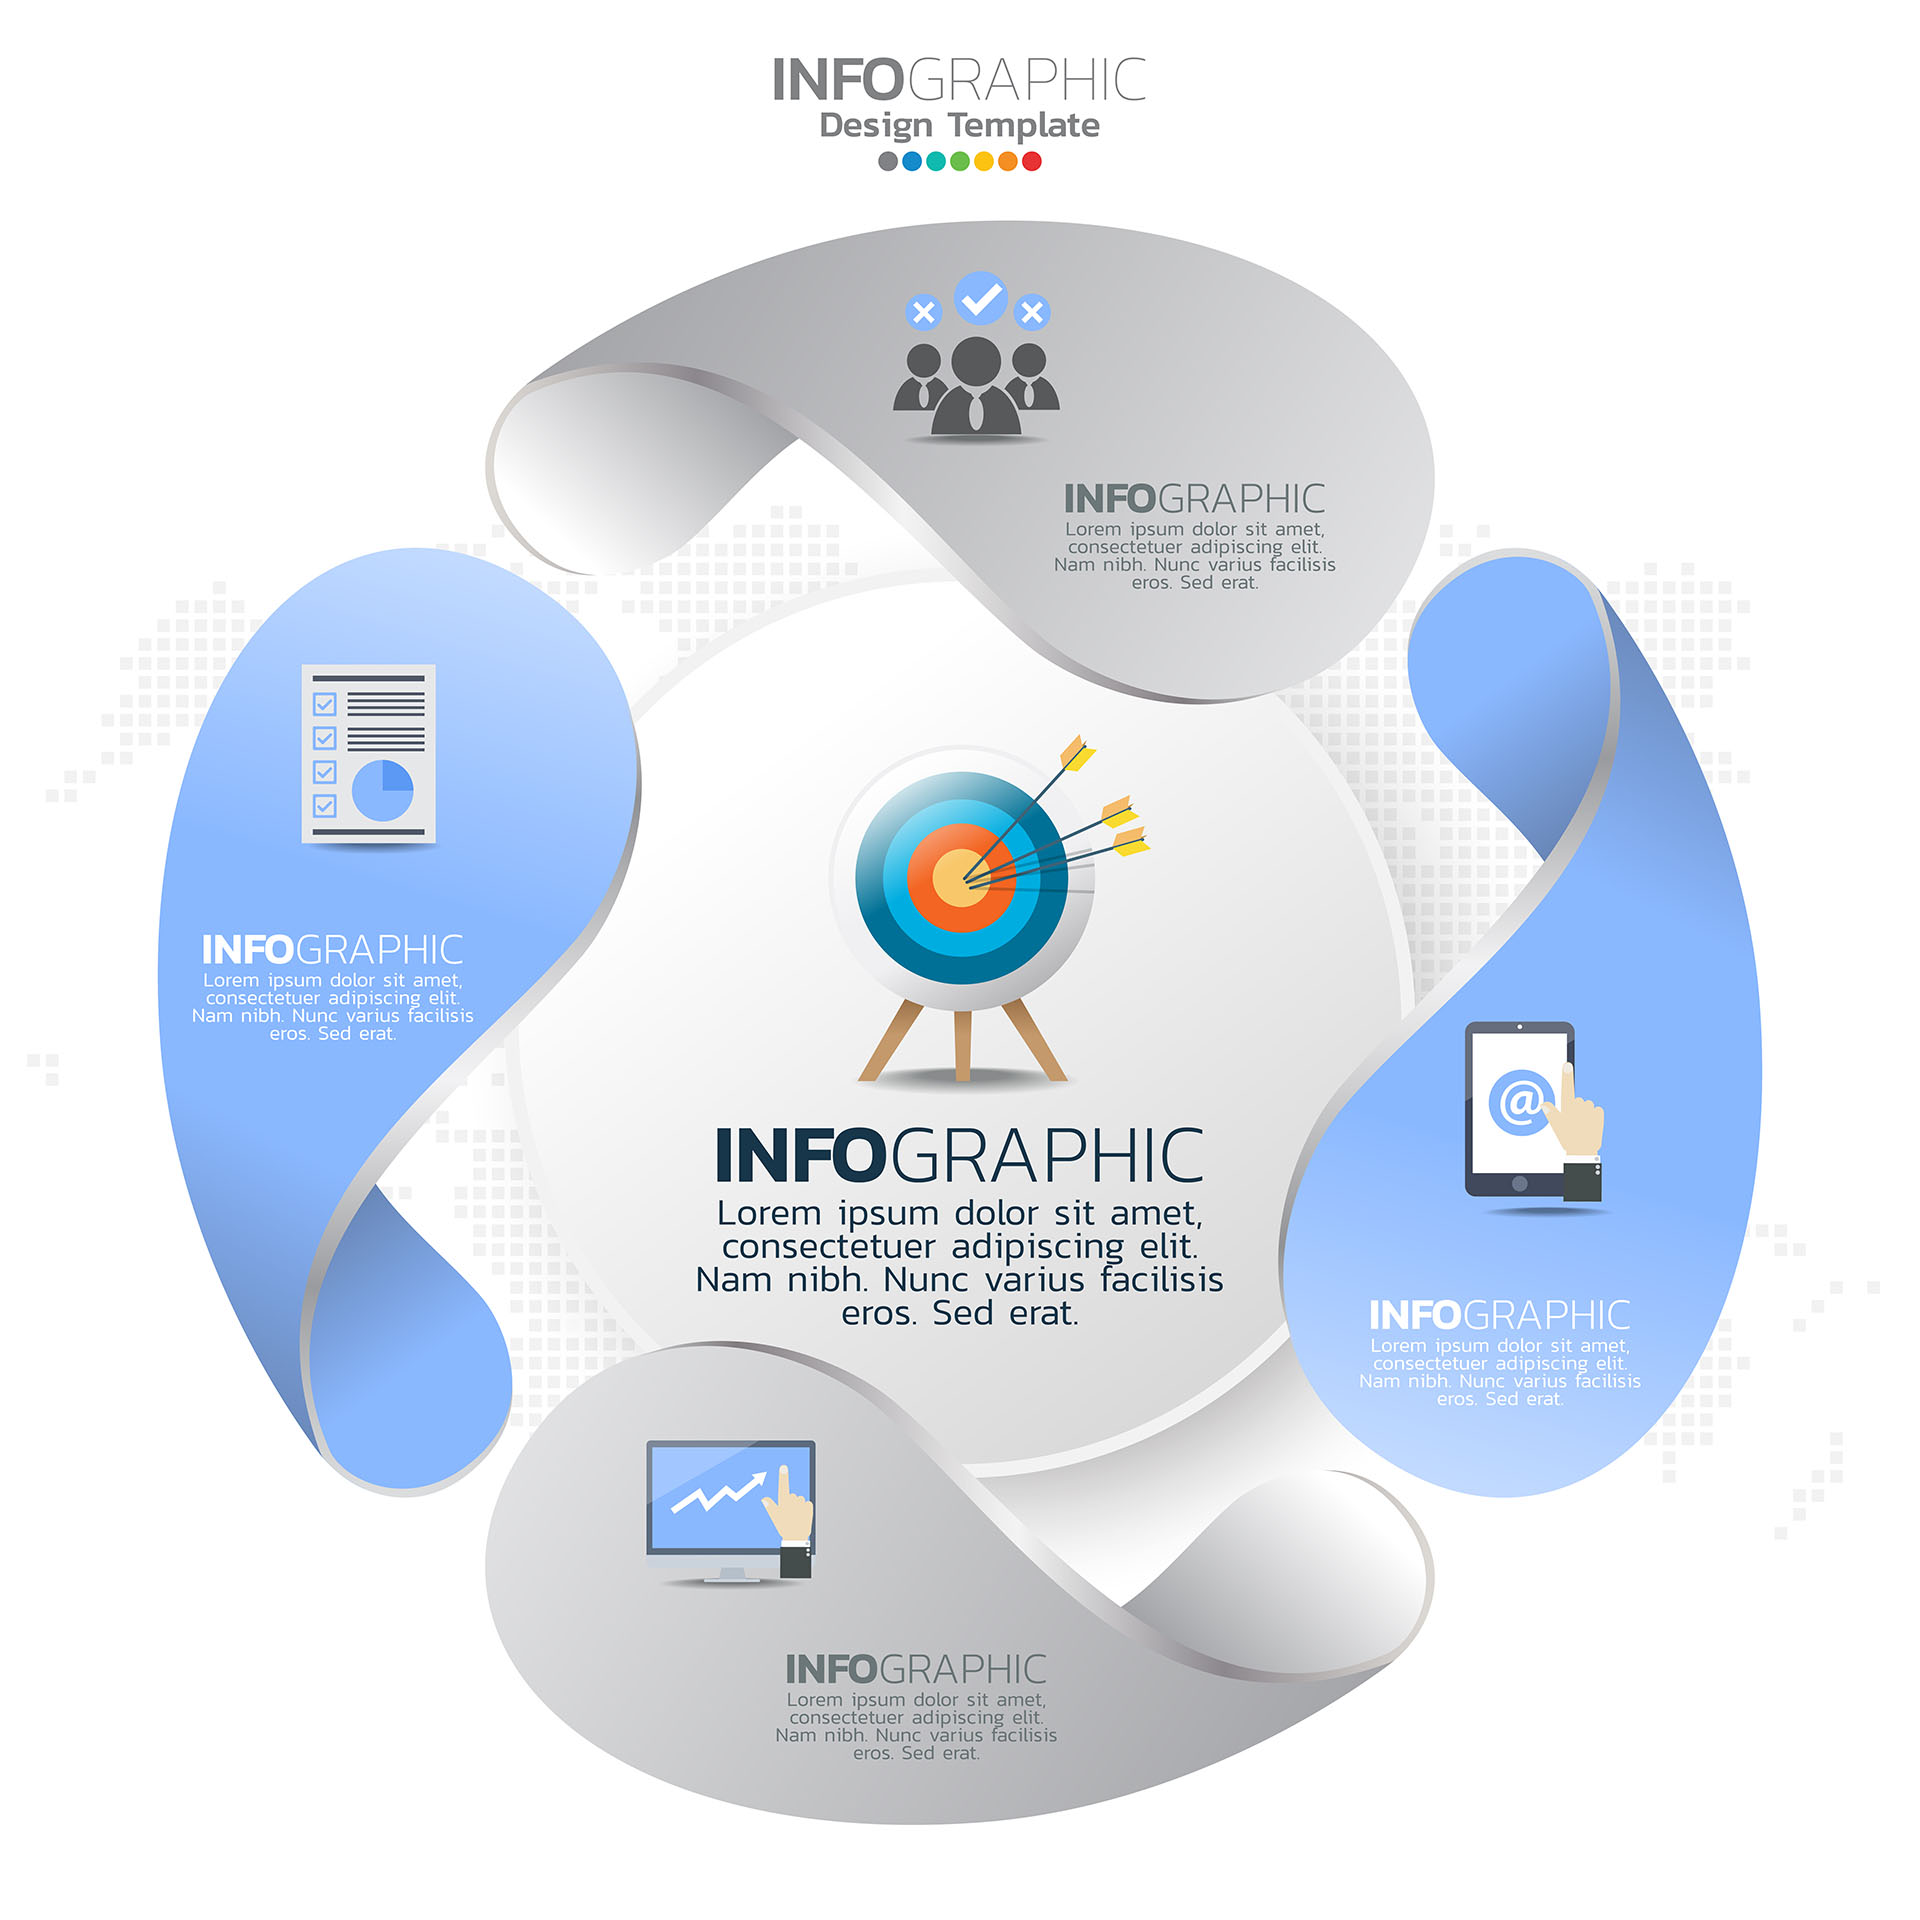 INFOGRAPHIC
Design Template
INFOGRAPHIC
Lorem ipsum dolor sit amet,
consectetuer adipiscing elit.
Nam nibh. Nunc varius facilisis
eros. Sed erat.
INFOGRAPHIC
Lorem ipsum dolor sit amet,
consectetuer adipiscing elit.
Nam nibh. Nunc varius facilisis
eros. Sed erat.
@
INFOGRAPHIC
Lorem ipsum dolor sit amet,
consectetuer adipiscing elit.
Nam nibh. Nunc varius facilisis
eros. Sed erat.
INFOGRAPHIC
Lorem ipsum dolor sit amet,
consectetuer adipiscing elit.
Nam nibh. Nunc varius facilisis
eros. Sed erat.
INFOGRAPHIC
Lorem ipsum dolor sit amet,
consectetuer adipiscing elit.
Nam nibh. Nunc varius facilisis
eros. Sed erat.